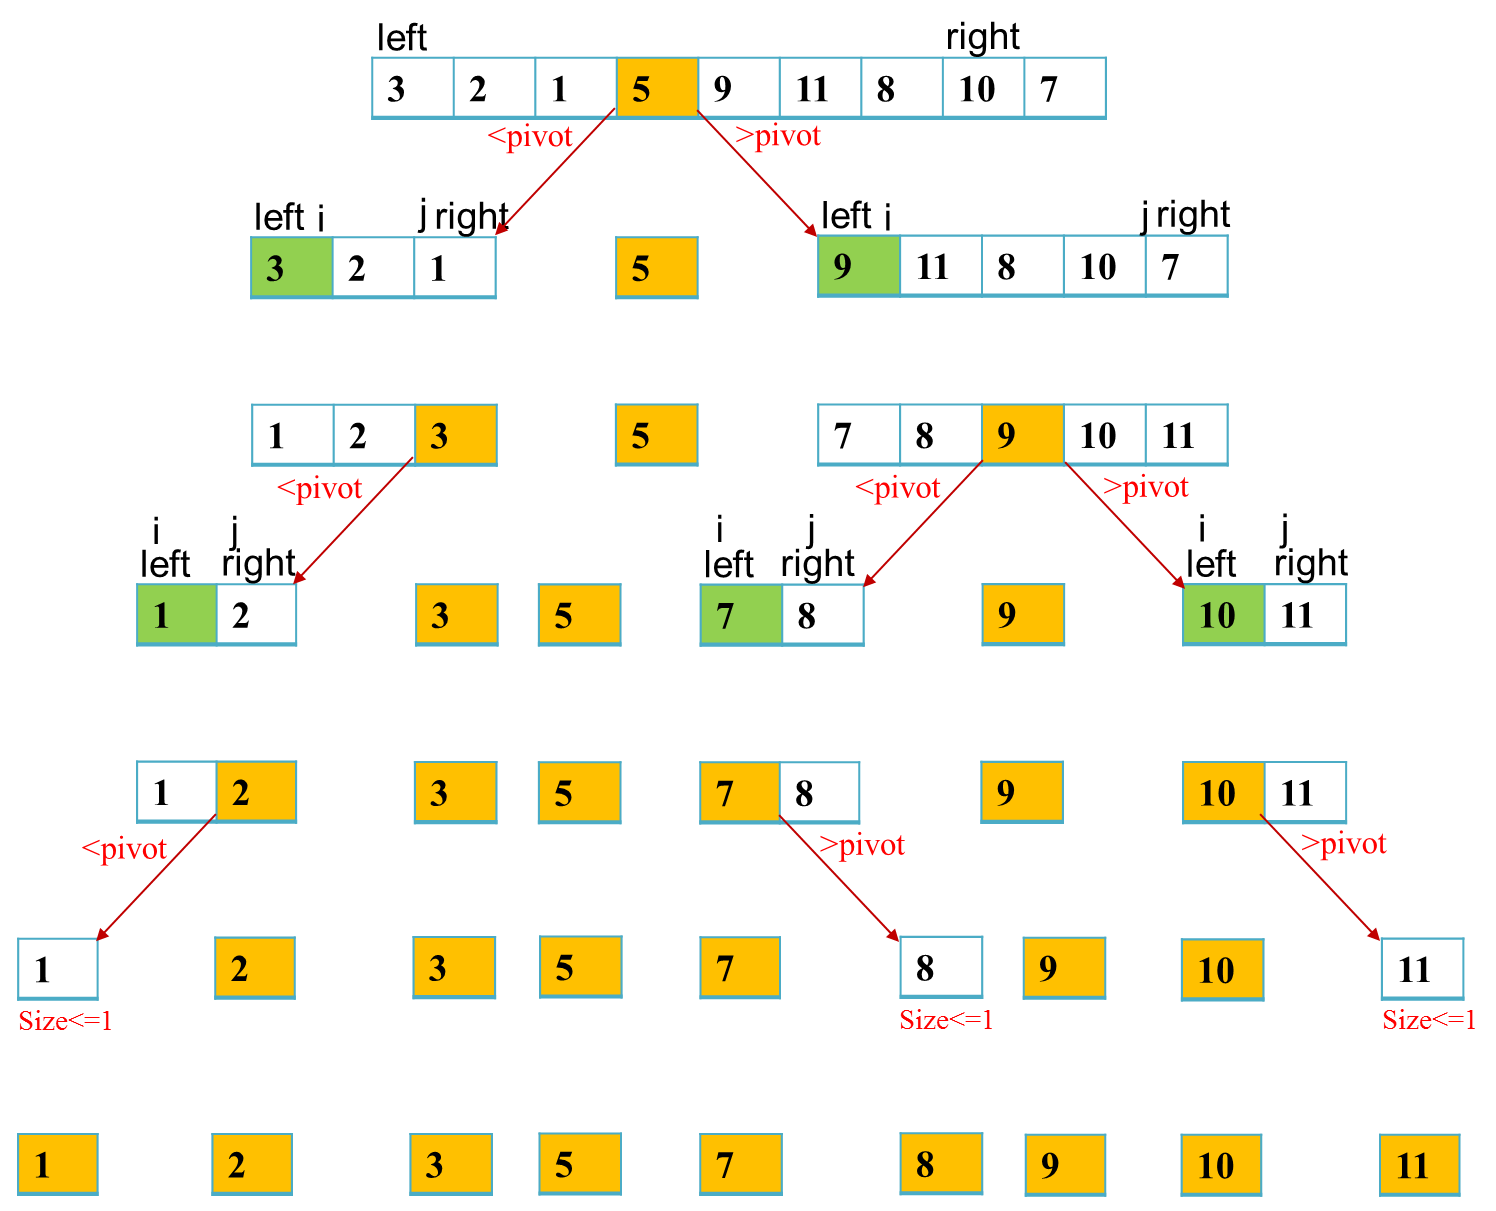 left right
3 2 1 5 9 11 8 10 7
<pivot >pivot
left i j right left i j right
3 2 1 5 9 11 8 10 7
1 2 3 5 7 8 9 10 11
<pivot <pivot >pivot
i j i j i j
left right left right left right
1 2 3 5 7 8 9 10 11
1 2 3 5 7 8 9 10 11
<pivot >pivot >pivot
1 2 3 5 7 8 9 10 11
Size<=1 Size<=1 Size<=1
1 2 3 5 7 8 9 10 11